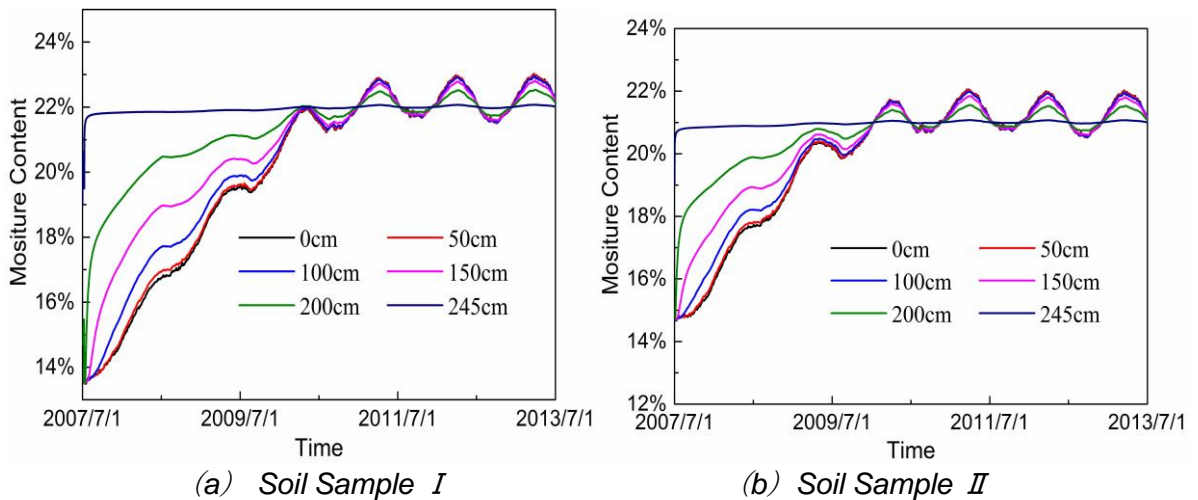 24%
22%
20%
18%
16%
14%
Mositure Content
0cm
50cm
100cm
150cm
200cm
245cm
2007/7/1
2009/7/1
2011/7/1
2013/7/1
Time
(a) Soil Sample I
24%
22%
20%
18%
16%
14%
12%
Mositure Content
0cm
50cm
100cm
150cm
200cm
245cm
2007/7/1
2009/7/1
2011/7/1
2013/7/1
Time
(b) Soil Sample II